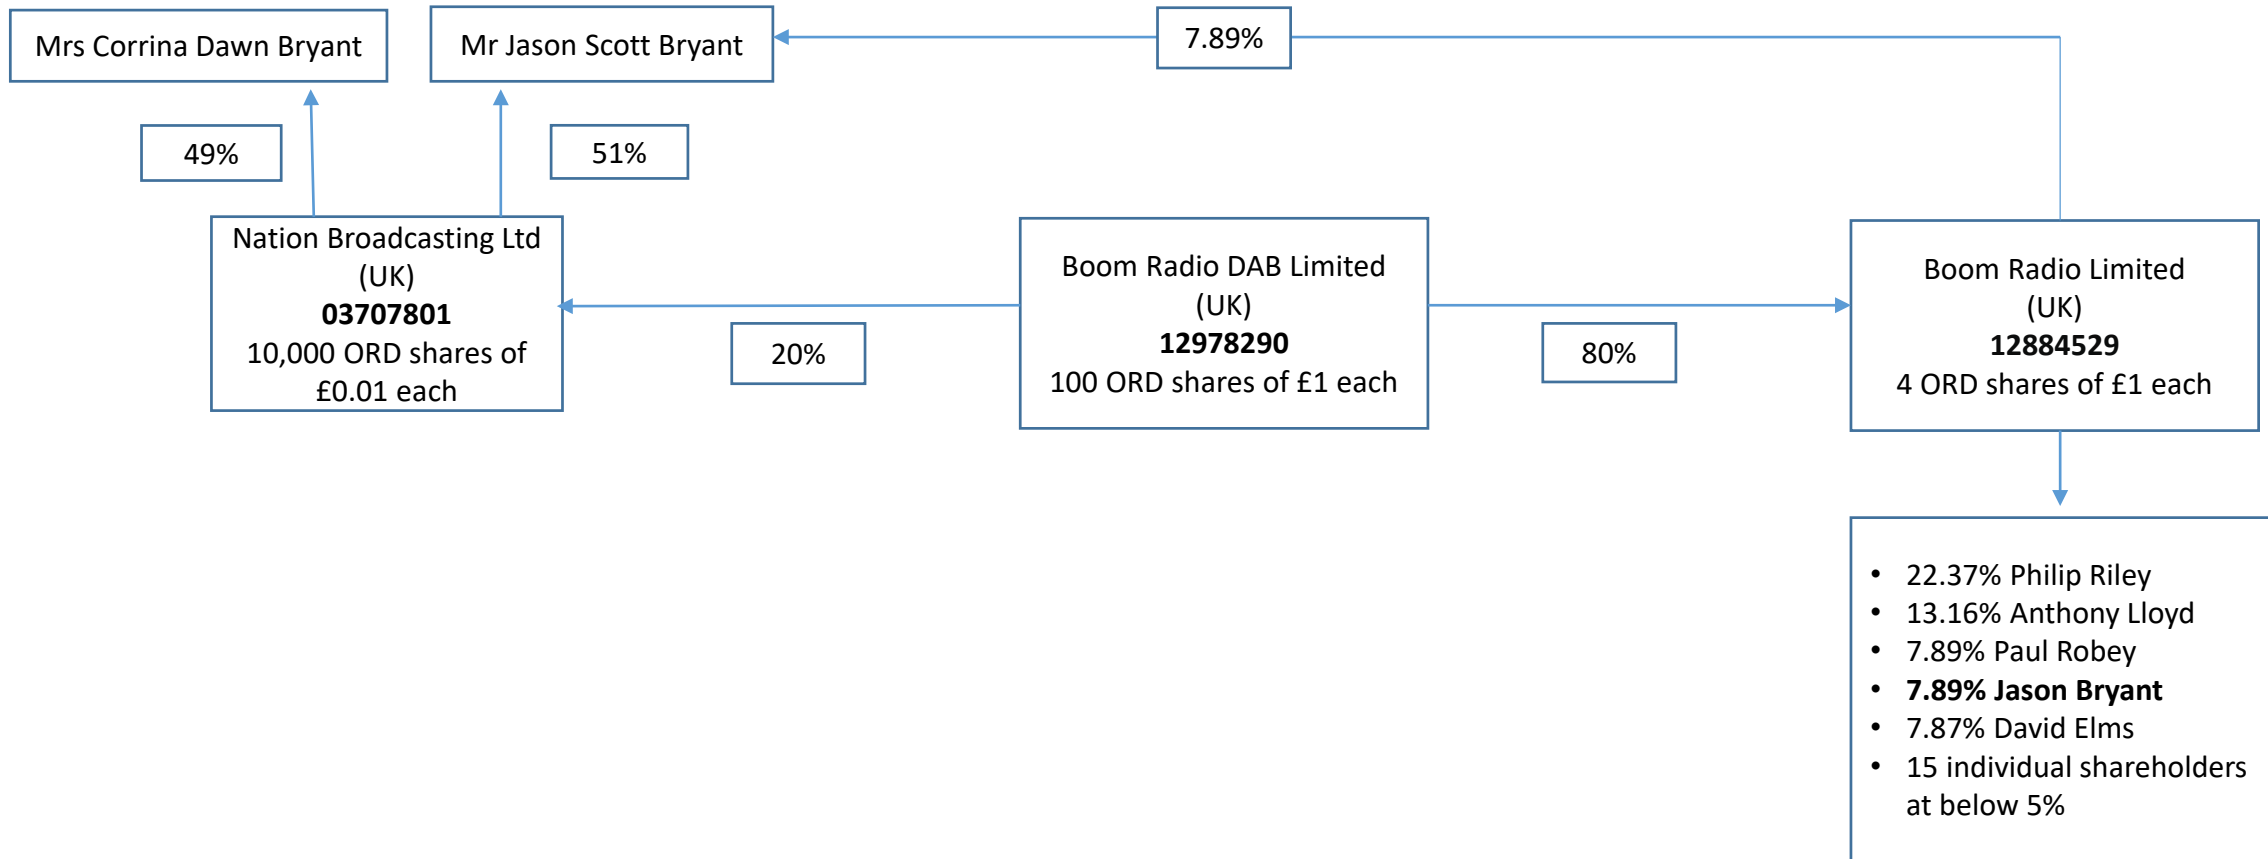 Mrs Corrina Dawn Bryant
Mr Jason Scott Bryant
7.89%
49%
51%
Nation Broadcasting Ltd
(UK)
03707801
10,000 ORD shares of
£0.01 each
20%
Boom Radio DAB Limited
(UK)
12978290
100 ORD shares of £1 each
80%
Boom Radio Limited
(UK)
12884529
4 ORD shares of £1 each
• 22.37% Philip Riley
• 13.16% Anthony Lloyd
• 7.89% Paul Robey
• 7.89% Jason Bryant
• 7.87% David Elms
• 15 individual shareholders
at below 5%